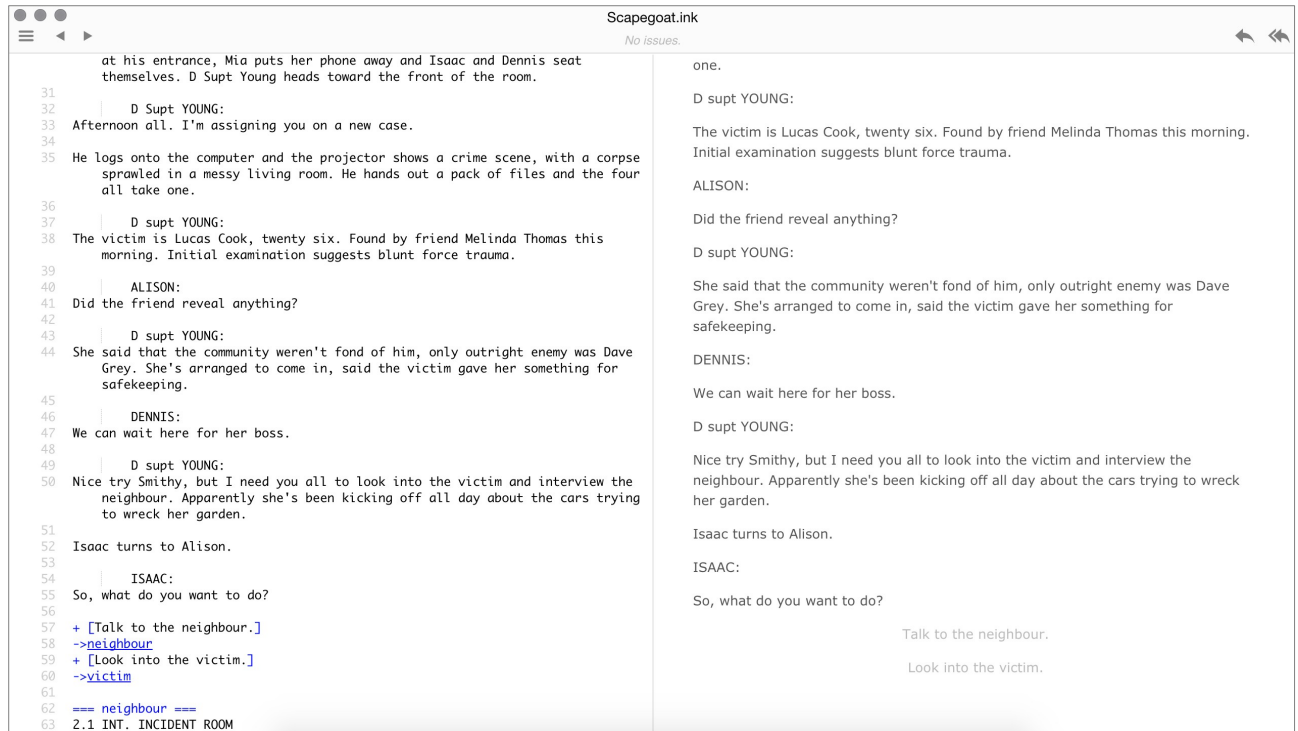 Scapegoat.ink
No issues.
at his entrance, Mia puts her phone away and Isaac and Dennis seat
themselves. D Supt Young heads toward the front of the room.
31
32 D Supt YOUNG:
33 Afternoon all. I'm assigning you on a new case.
34
35 He logs onto the computer and the projector shows a crime scene, with a corpse
sprawled in a messy living room. He hands out a pack of files and the four
all take one.
36
37 D supt YOUNG:
38 The victim is Lucas Cook, twenty six. Found by friend Melinda Thomas this
morning. Initial examination suggests blunt force trauma.
39
40 ALISON:
41 Did the friend reveal anything?
42
43 D supt YOUNG:
44 She said that the community weren't fond of him, only outright enemy was Dave
Grey. She's arranged to come in, said the victim gave her something for
safekeeping.
45
46 DENNIS:
47 We can wait here for her boss.
48
49 D supt YOUNG:
50 Nice try Smithy, but I need you all to look into the victim and interview the
neighbour. Apparently she's been kicking off all day about the cars trying
to wreck her garden.
51
52 Isaac turns to Alison.
53
54 ISAAC:
55 So, what do you want to do?
56
57 + [Talk to the neighbour.]
58 ->neighbour
59 + [Look into the victim.]
60 ->victim
61
62 === neighbour ===
63 2.1 INT. INCIDENT ROOM
one.
D supt YOUNG:
The victim is Lucas Cook, twenty six. Found by friend Melinda Thomas this morning.
Initial examination suggests blunt force trauma.
ALISON:
Did the friend reveal anything?
D supt YOUNG:
She said that the community weren't fond of him, only outright enemy was Dave
Grey. She's arranged to come in, said the victim gave her something for
safekeeping.
DENNIS:
We can wait here for her boss.
D supt YOUNG:
Nice try Smithy, but I need you all to look into the victim and interview the
neighbour. Apparently she's been kicking off all day about the cars trying to wreck
her garden.
Isaac turns to Alison.
ISAAC:
So, what do you want to do?
Talk to the neighbour.
Look into the victim.